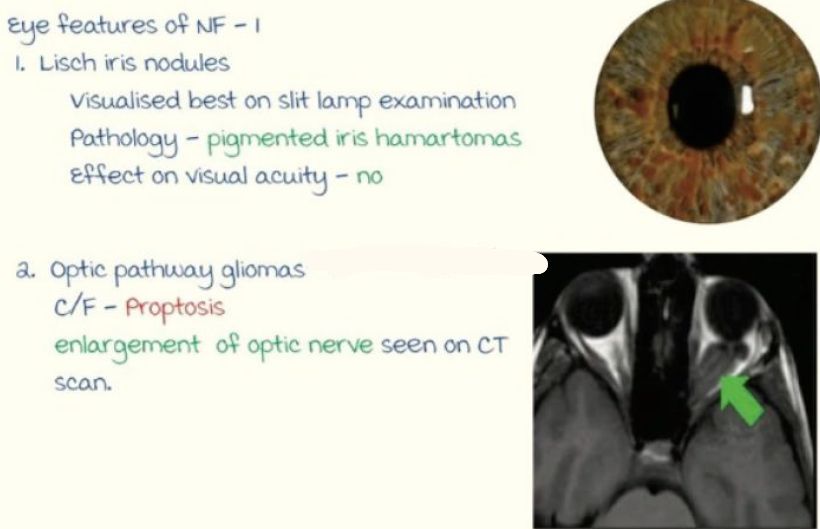 Eye features of NF - 1
1. Lisch iris nodules
Visualised best on slit lamp examination
Pathology - pigmented iris hamartomas
Effect on visual acuity - no
2. Optic pathway gliomas
C/F - Proptosis
enlargement of optic nerve seen on CT
scan.